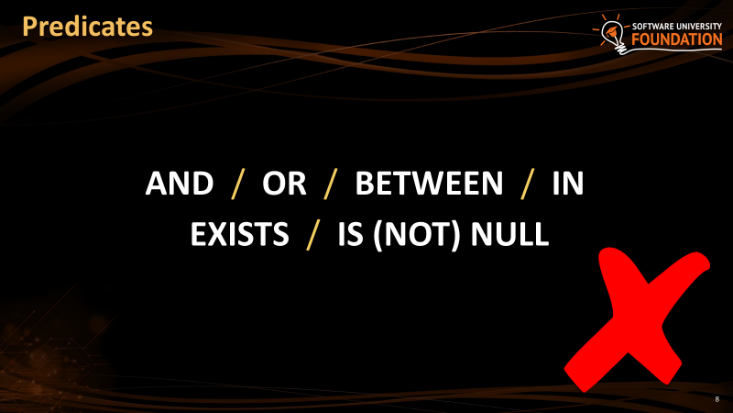 Predicates
SOFTWARE UNIVERSITY
FOUNDATION
AND / OR / BETWEEN / IN
EXISTS / IS (NOT) NULL
8